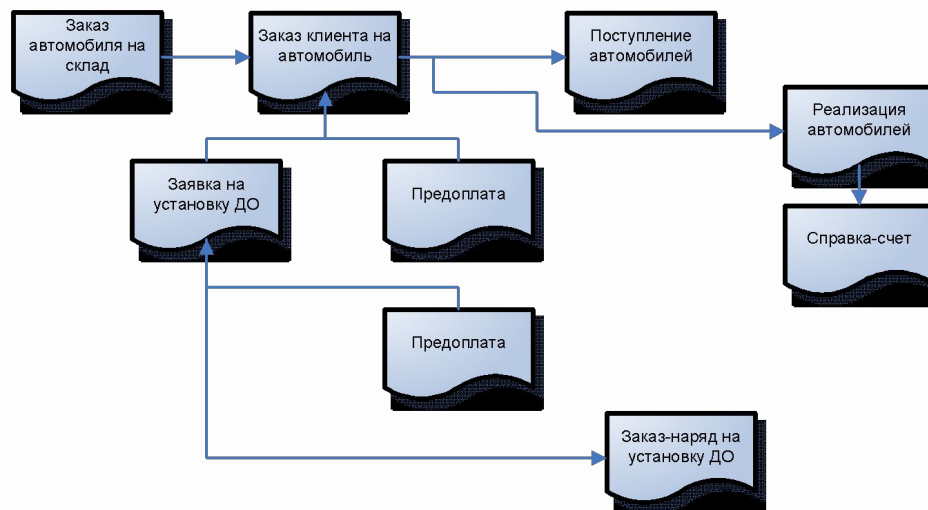 Заказ
автомобиля на
склад
Заказ клиента на
автомобиль
Поступление
автомобилей
Реализация
автомобилей
Заявка на
установку ДО
Предоплата
Справка-счет
Предоплата
Заказ-наряд на
установку ДО